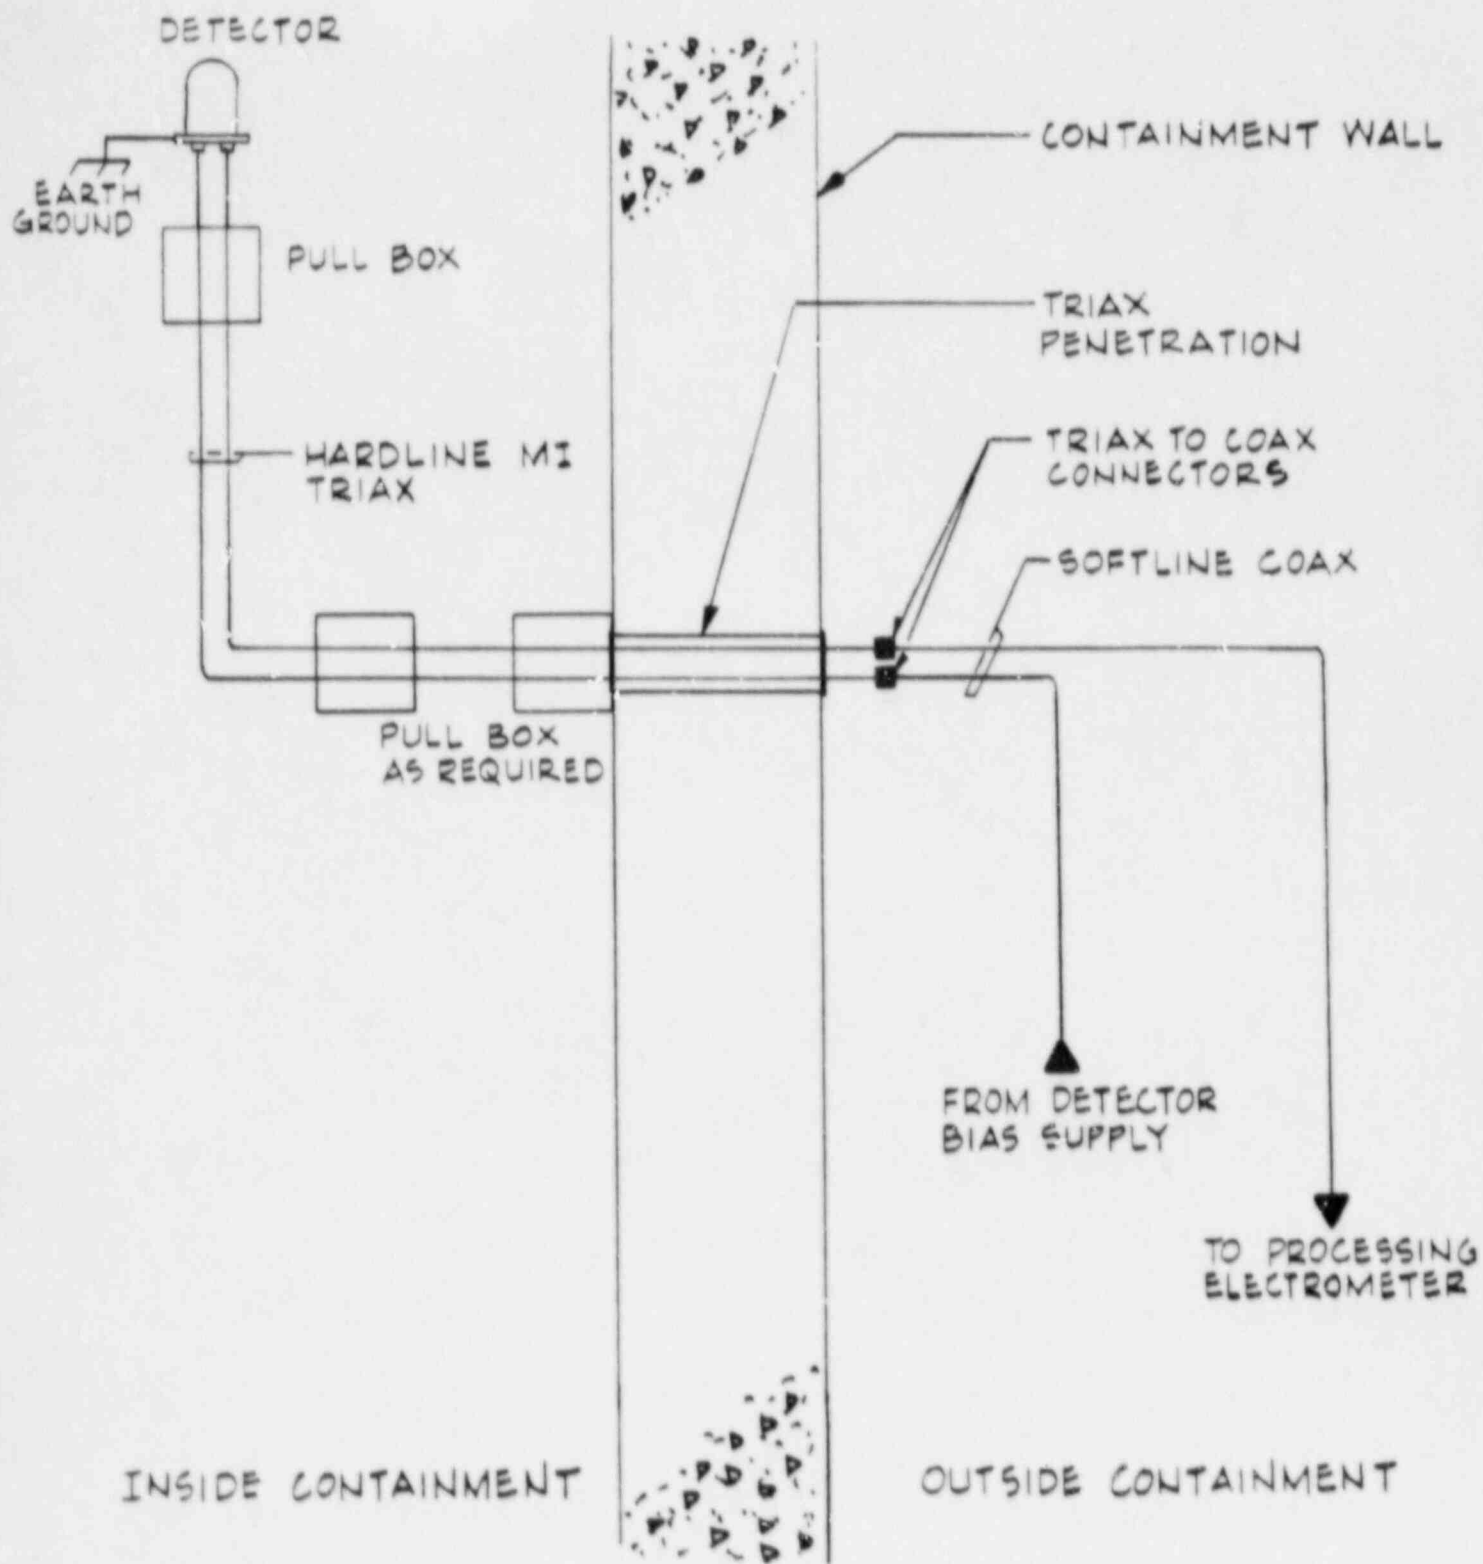 DETECTOR
EARTH
GROUND
PULL BOX
CONTAINMENT WALL
TRIAX
PENETRATION
HARDLINE MI
TRIAX
TRIAX TO COAX
CONNECTORS
SOFTLINE COAX
PULL BOX
AS REQUIRED
FROM DETECTOR
BIAS SUPPLY
TO PROCESSING
ELECTROMETER
INSIDE CONTAINMENT
OUTSIDE CONTAINMENT